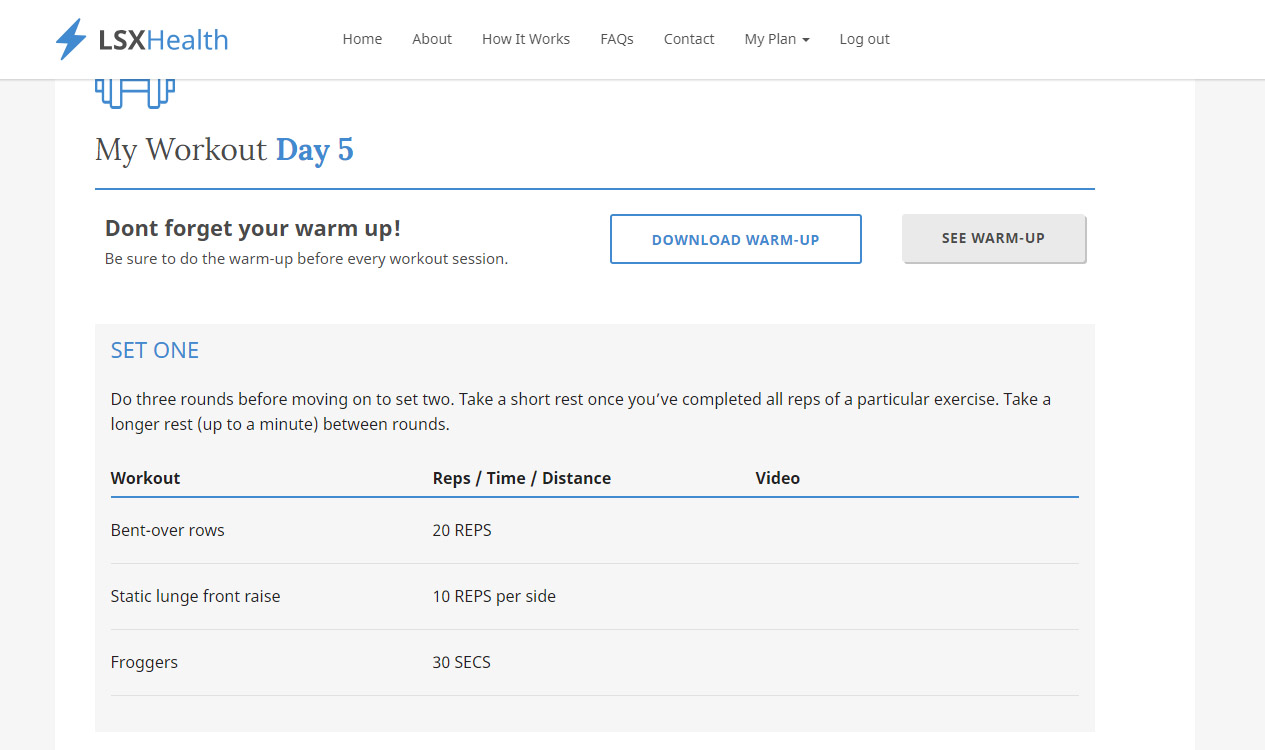 LSXHealth
Home About How It Works FAQs Contact My Plan Log out
My Workout Day 5
Dont forget your warm up!
Be sure to do the warm-up before every workout session.
DOWNLOAD WARM-UP
SEE WARM-UP
SET ONE
Do three rounds before moving on to set two. Take a short rest once you’ve completed all reps of a particular exercise. Take a
longer rest (up to a minute) between rounds.
Workout Reps / Time / Distance Video
Bent-over rows 20 REPS
Static lunge front raise 10 REPS per side
Froggers 30 SECS